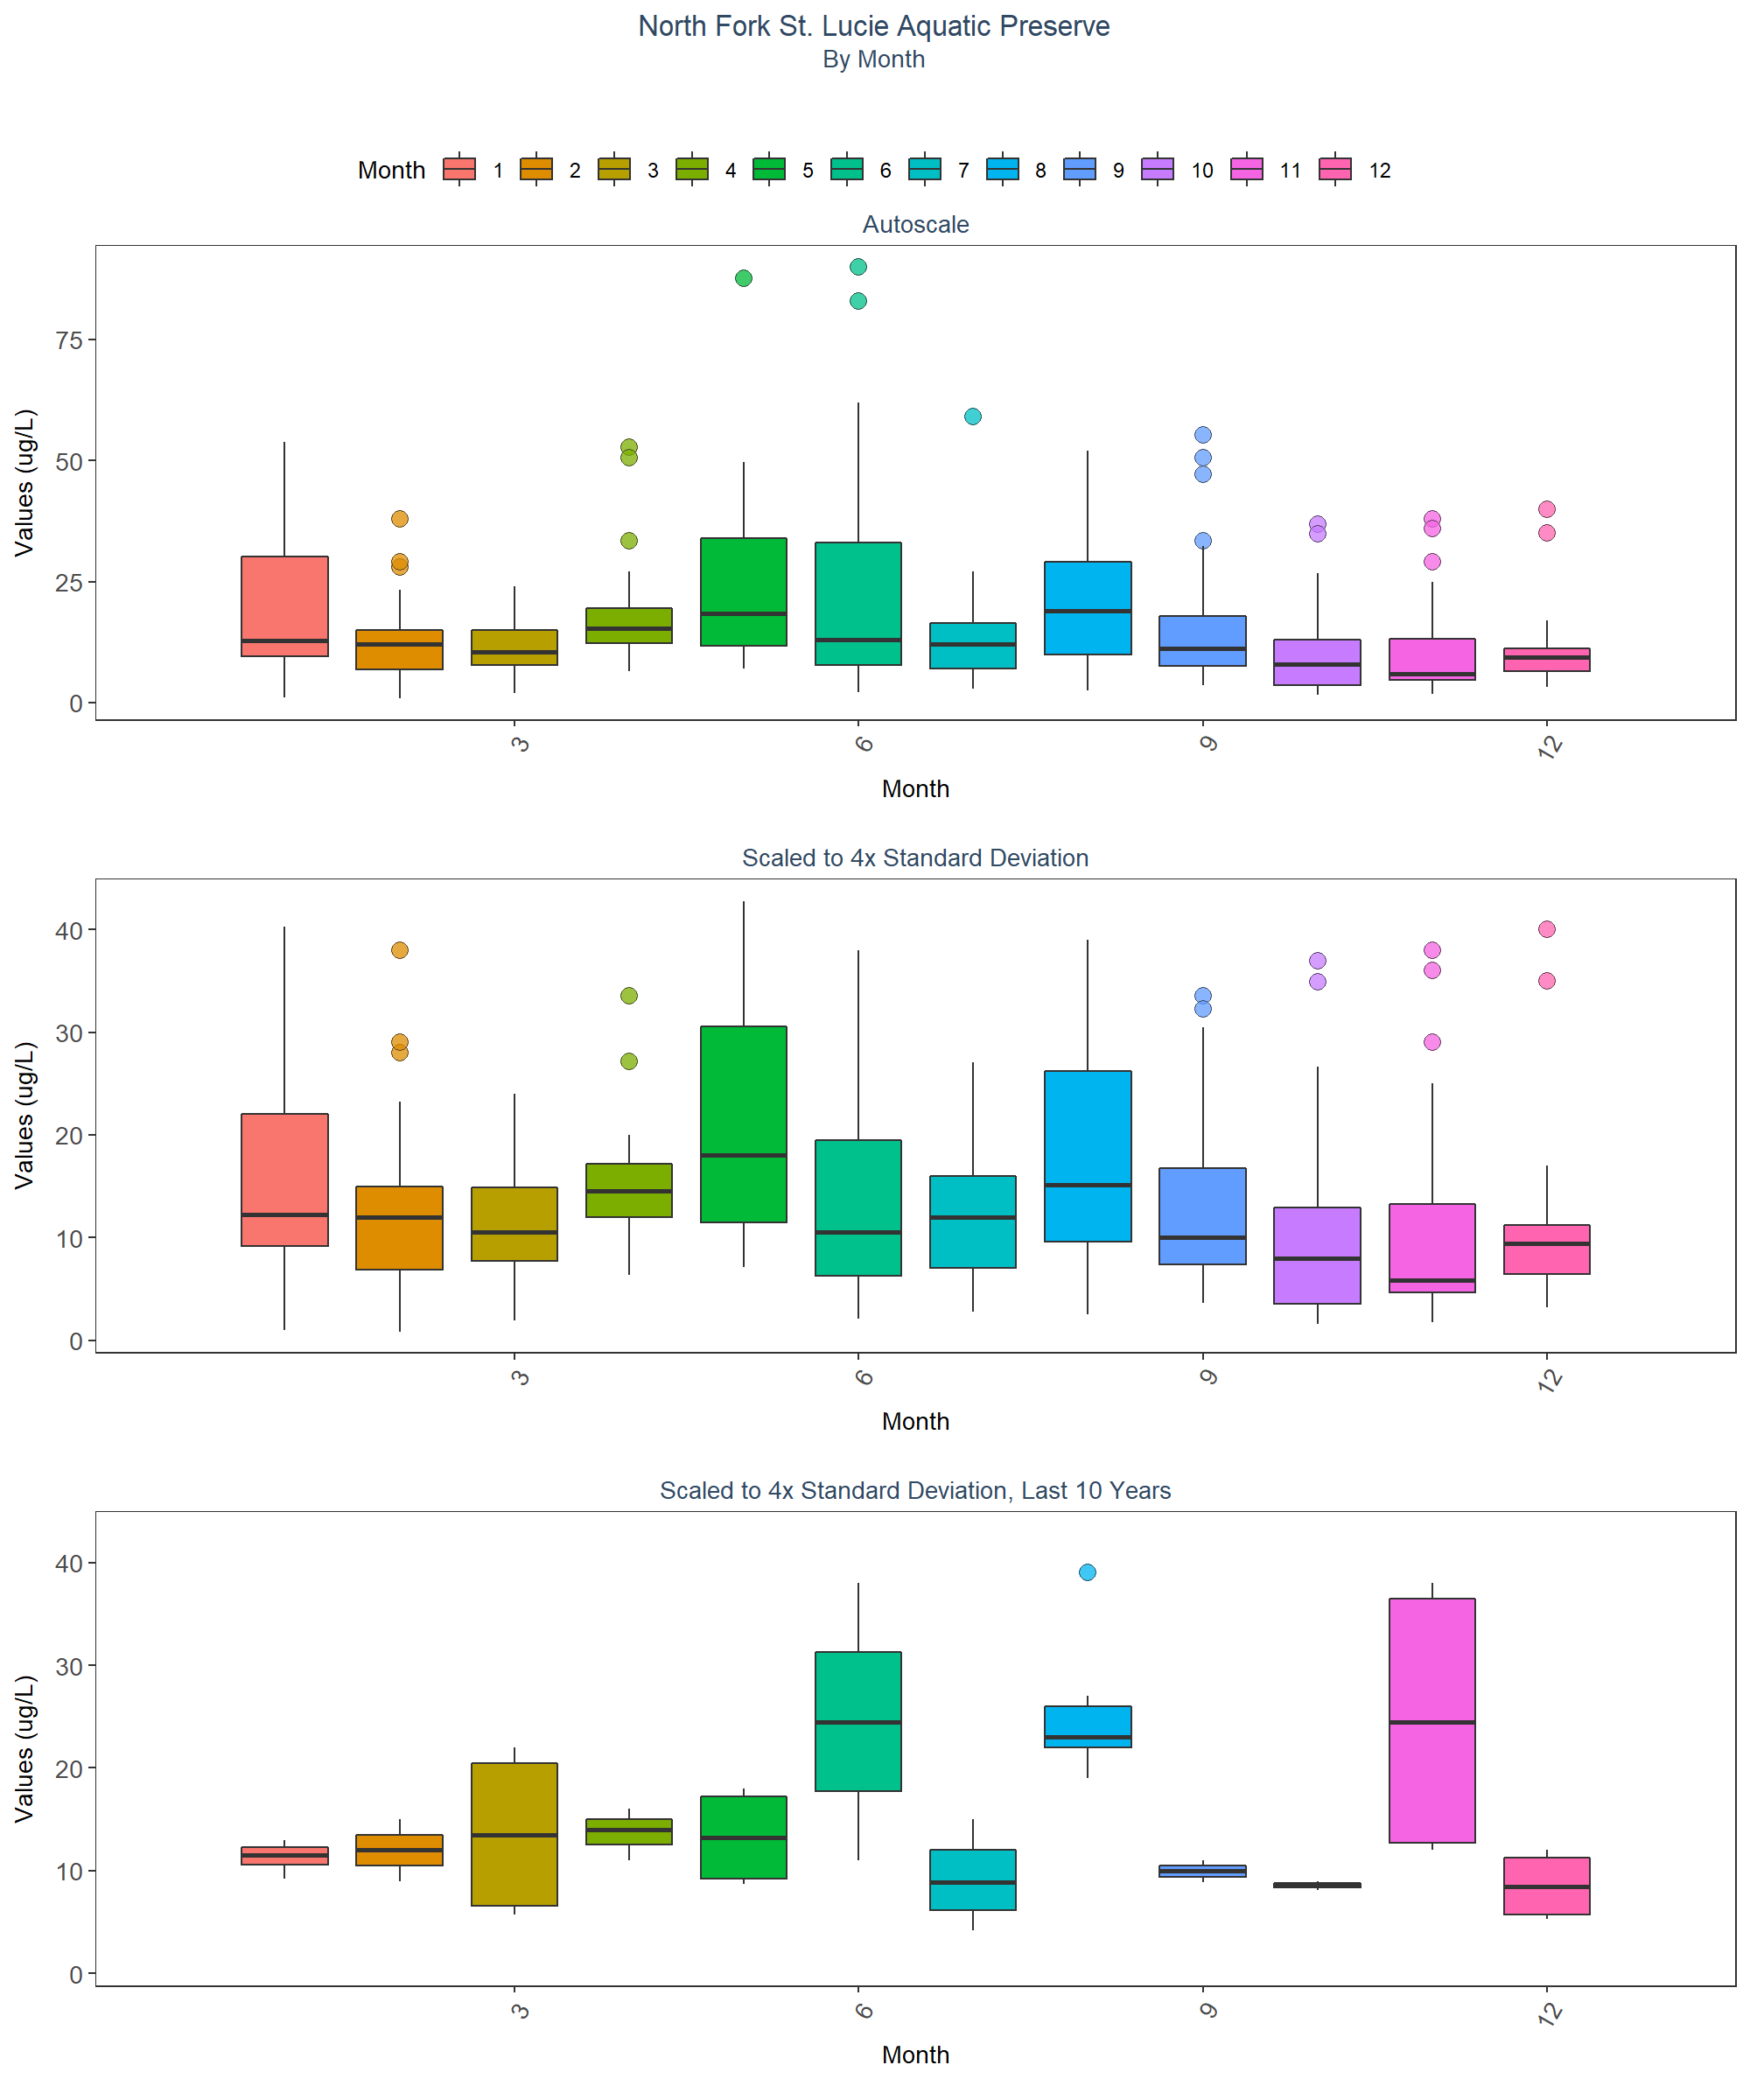 North Fork St. Lucie Aquatic Preserve
By Month
Month 1 2 3 4 5 6 7 8 9 10 11 12
Autoscale
Values (ug/L)
75
50
25
0
3 6 9 12
Month
Scaled to 4x Standard Deviation
Values (ug/L)
40
30
20
10
0
3 6 9 12
Month
Scaled to 4x Standard Deviation, Last 10 Years
Values (ug/L)
40
30
20
10
0
3 6 9 12
Month